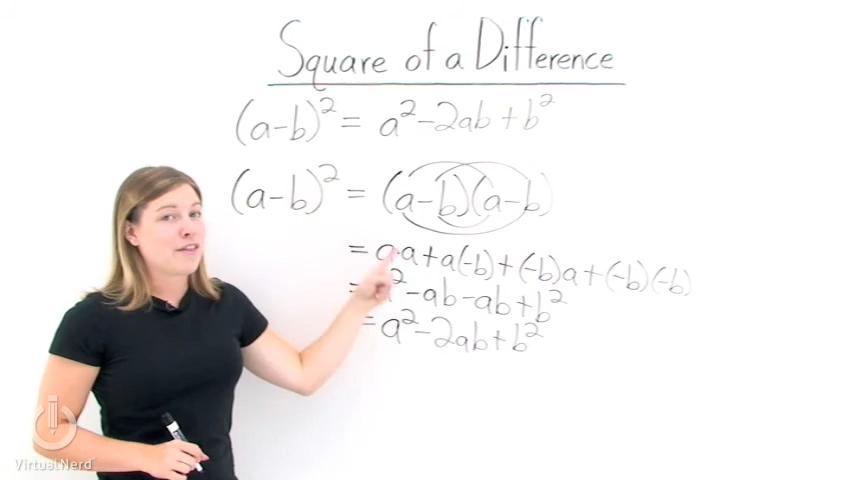 Square of a Difference
(a-b)² = a² - 2ab + b²
(a-b)² = (a-b)(a-b)
= a·a + a(-b) + (-b)a + (-b)(-b)
= a² - ab - ab + b²
= a² - 2ab + b²
VirtualNerd